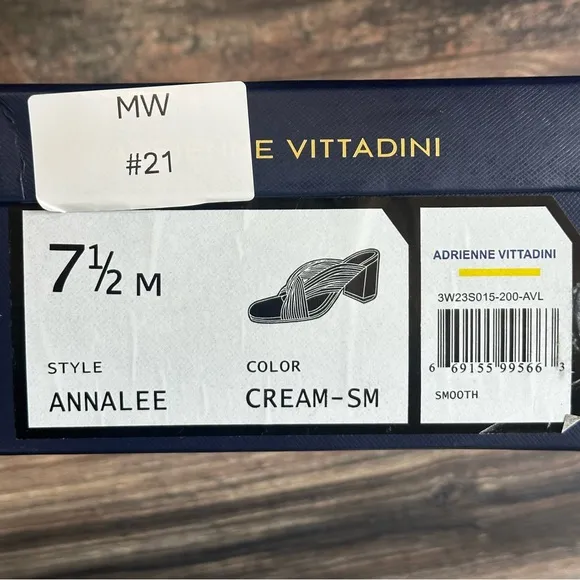 MW
#21
NE VITTADINI
7½ M
STYLE
ANNALEE
COLOR
CREAM-SM
ADRIENNE VITTADINI
3W23S015-200-AVL
6 69155 99566 3
SMOOTH